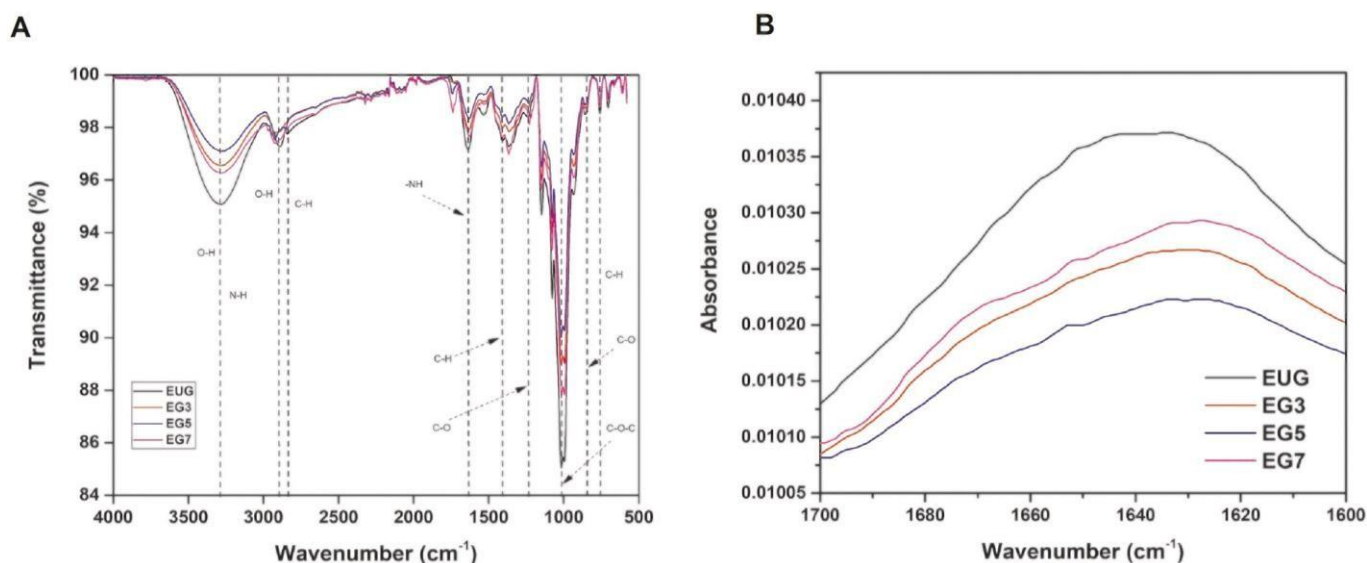 A
B
100
98
96
94
92
90
88
86
84
Transmittance (%)
O-H
N-H
O-H
C-H
-NH
C-H
C-O
C-H
C-O
C-O-C
EUG
EG3
EG5
EG7
4000 3500 3000 2500 2000 1500 1000 500
Wavenumber (cm⁻¹)
0.01040
0.01035
0.01030
0.01025
0.01020
0.01015
0.01010
0.01005
Absorbance
EUG
EG3
EG5
EG7
1700 1680 1660 1640 1620 1600
Wavenumber (cm⁻¹)